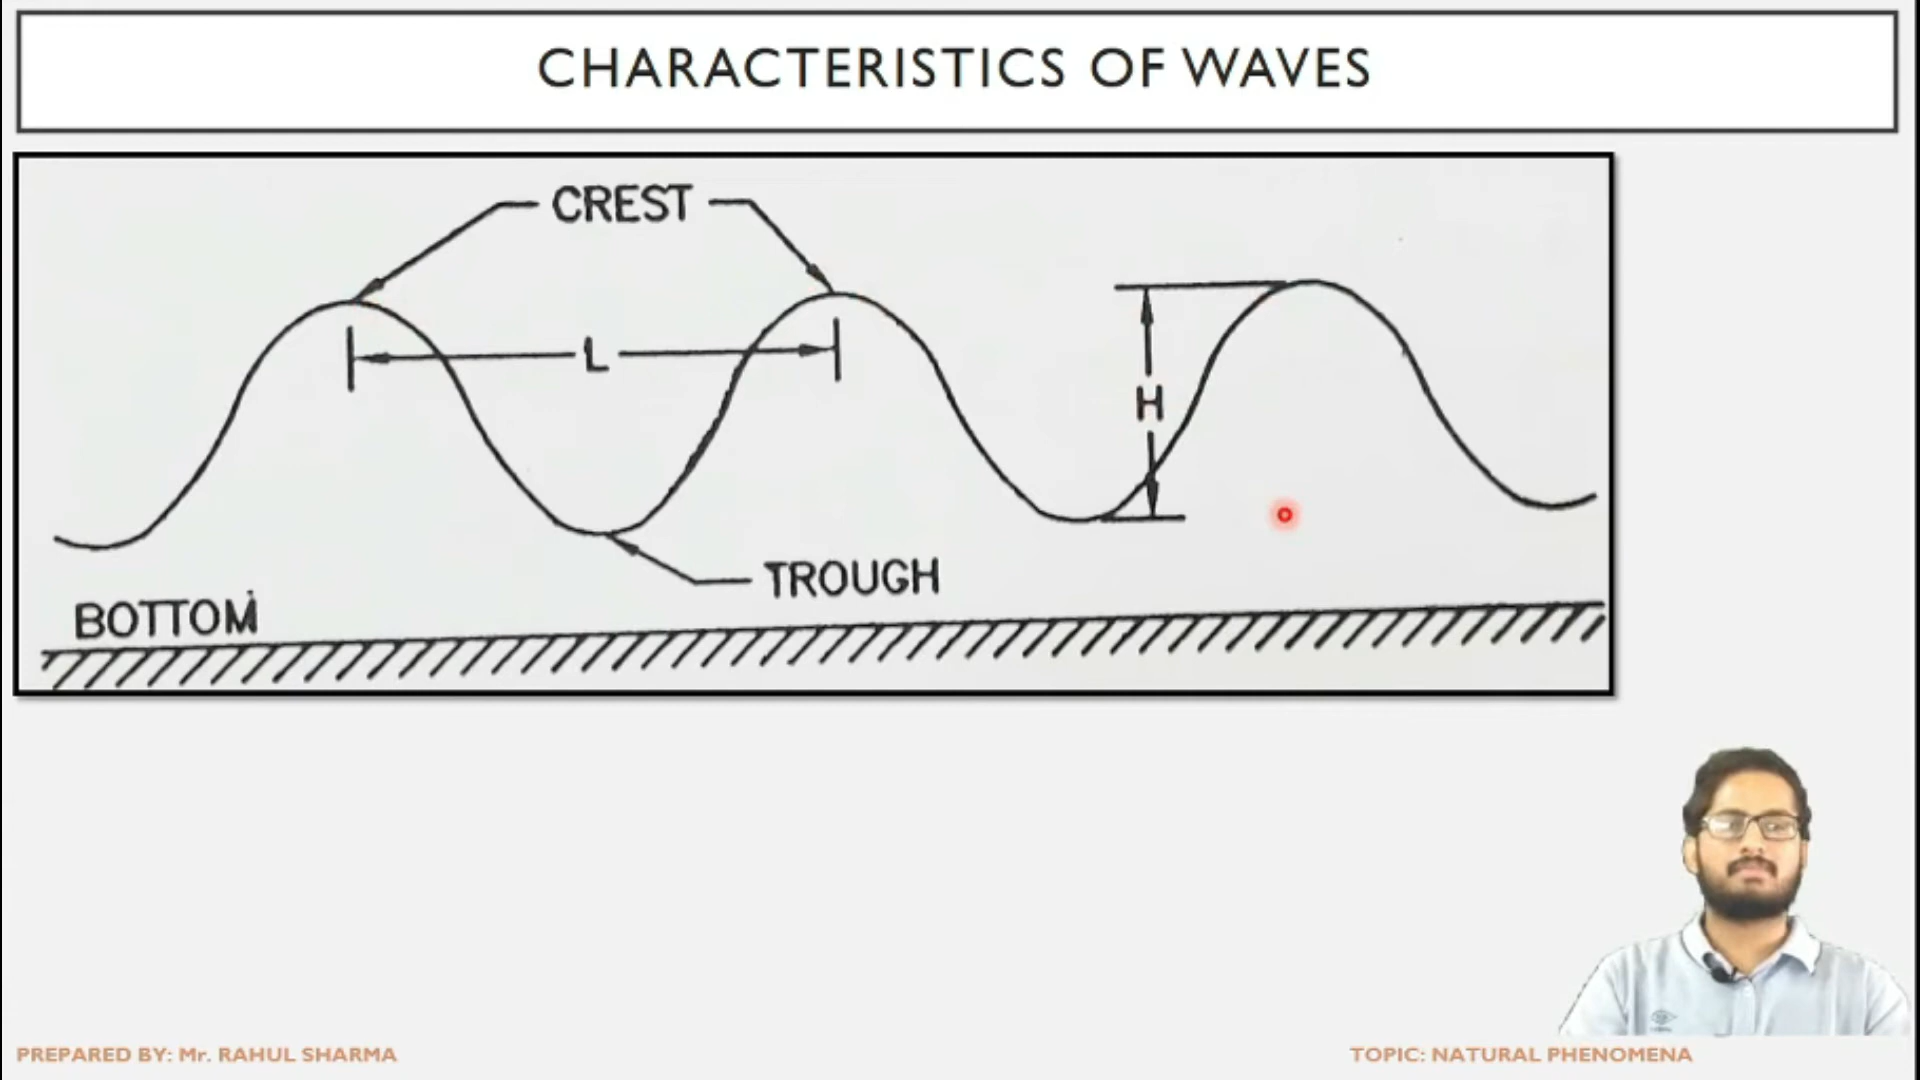 CHARACTERISTICS OF WAVES
CREST
L
H
TROUGH
BOTTOM
PREPARED BY: Mr. RAHUL SHARMA
TOPIC: NATURAL PHENOMENA